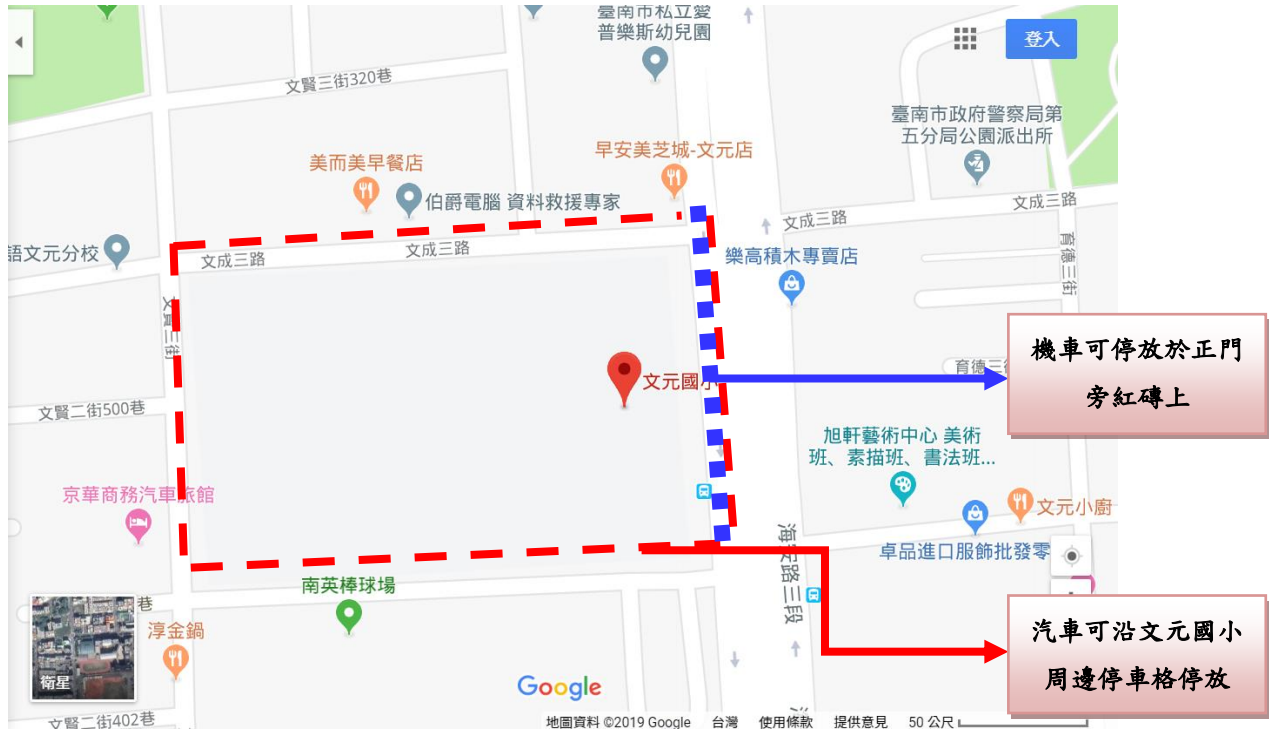 臺南市私立愛
普樂斯幼兒園
登入
文賢三街320巷
臺南市政府警察局第
五分局公園派出所
早安美芝城-文元店
美而美早餐店
伯爵電腦 資料救援專家
文成三路
文成三路
文成三路
文成三路
語文元分校
樂高積木專賣店
育德三街
文賢三街
機車可停放於正門
旁紅磚上
育德三
文元國小
文賢二街500巷
旭軒藝術中心 美術
班、素描班、書法班...
京華商務汽車旅館
文元小廚
卓品進口服飾批發零
海安路三段
南英棒球場
巷
淳金鍋
汽車可沿文元國小
周邊停車格停放
衛星
Google
文賢二街402巷
地圖資料 ©2019 Google 台灣 使用條款 提供意見 50 公尺